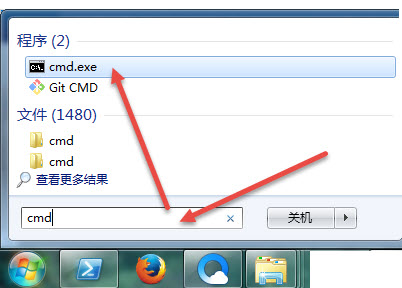 程序 (2)
cmd.exe
Git CMD
文件 (1480)
cmd
cmd
查看更多结果
cmd
关机